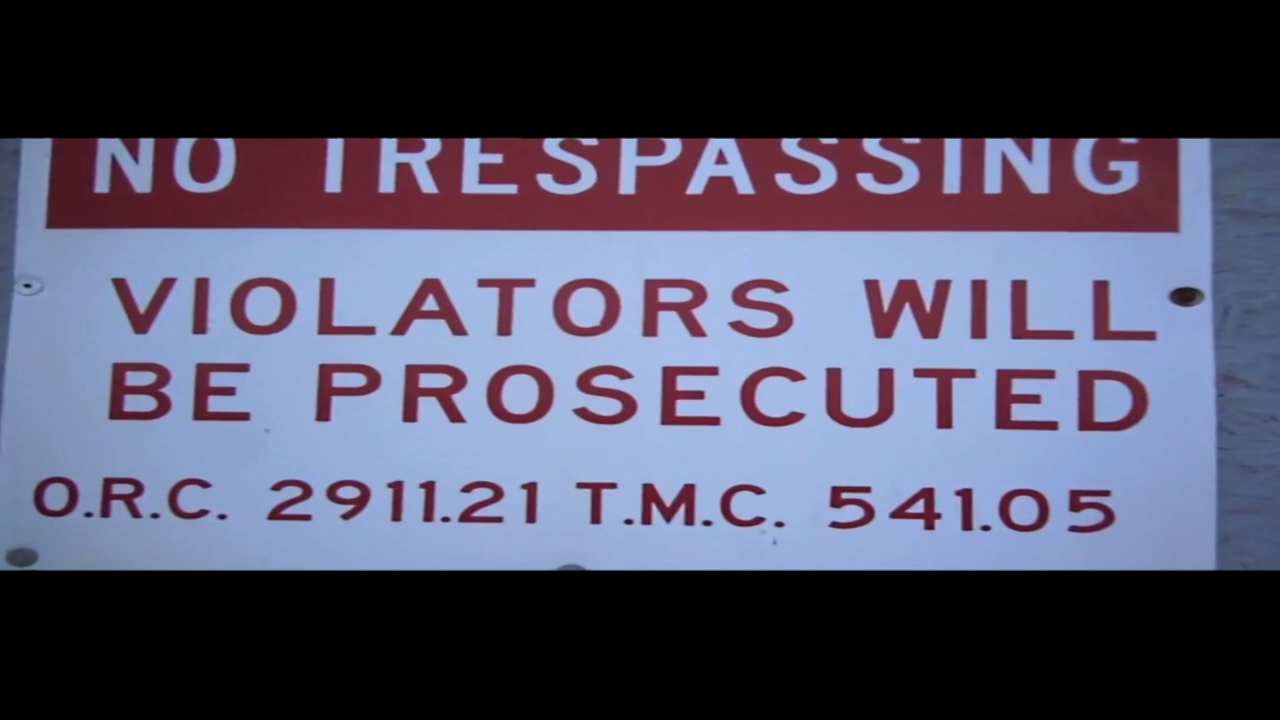 NO TRESPASSING
VIOLATORS WILL
BE PROSECUTED
O.R.C. 2911.21 T.M.C. 541.05